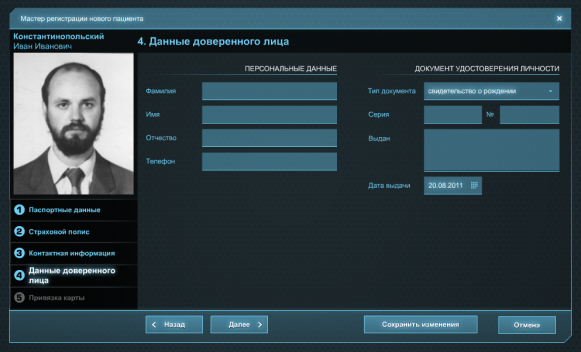 Мастер регистрации нового пациента
Константинопольский
Иван Иванович
4. Данные доверенного лица
ПЕРСОНАЛЬНЫЕ ДАННЫЕ
Фамилия
Имя
Отчество
Телефон
ДОКУМЕНТ УДОСТОВЕРЕНИЯ ЛИЧНОСТИ
Тип документа свидетельство о рождении
Серия №
Выдан
Дата выдачи 20.08.2011
1 Паспортные данные
2 Страховой полис
3 Контактная информация
4 Данные доверенного
лица
5 Привязка карты
Назад Далее Сохранить изменения Отмена